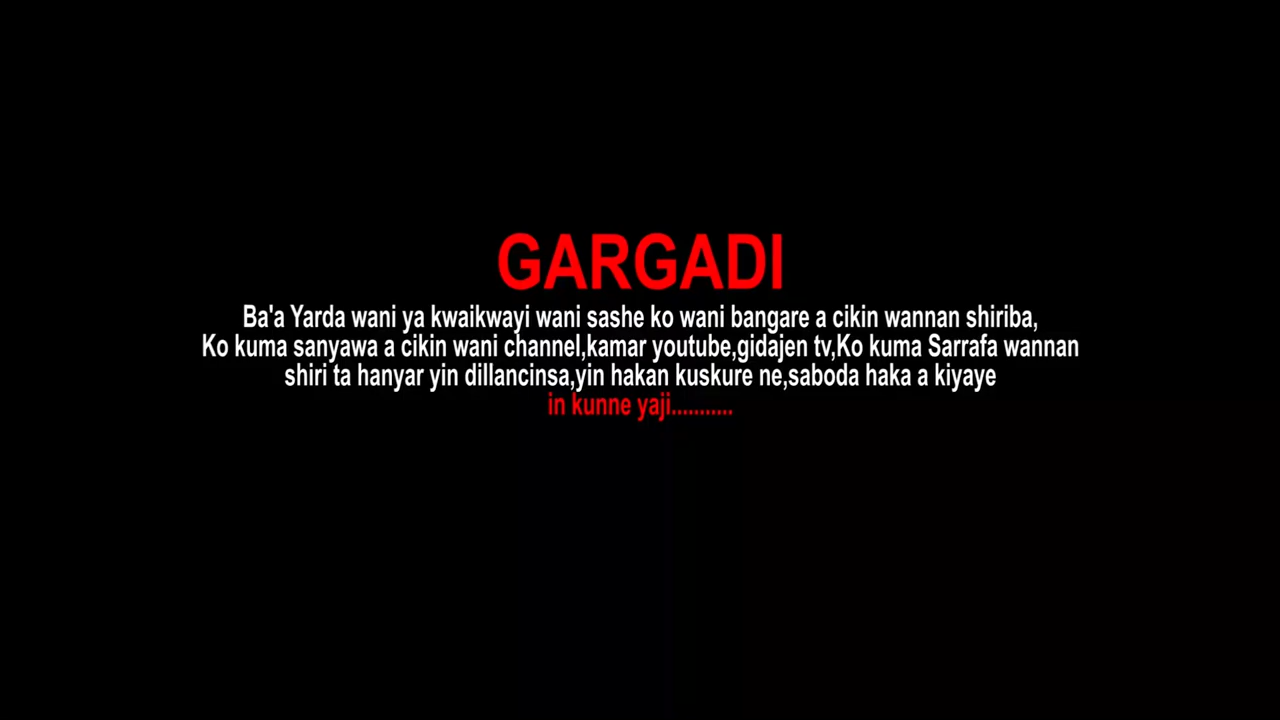 GARGADI
Ba'a Yarda wani ya kwaikwayi wani sashe ko wani bangare a cikin wannan shiriba,
Ko kuma sanyawa a cikin wani channel,kamar youtube,gidajen tv,Ko kuma Sarrafa wannan
shiri ta hanyar yin dillancinsa,yin hakan kuskure ne,saboda haka a kiyaye
in kunne yaji...........